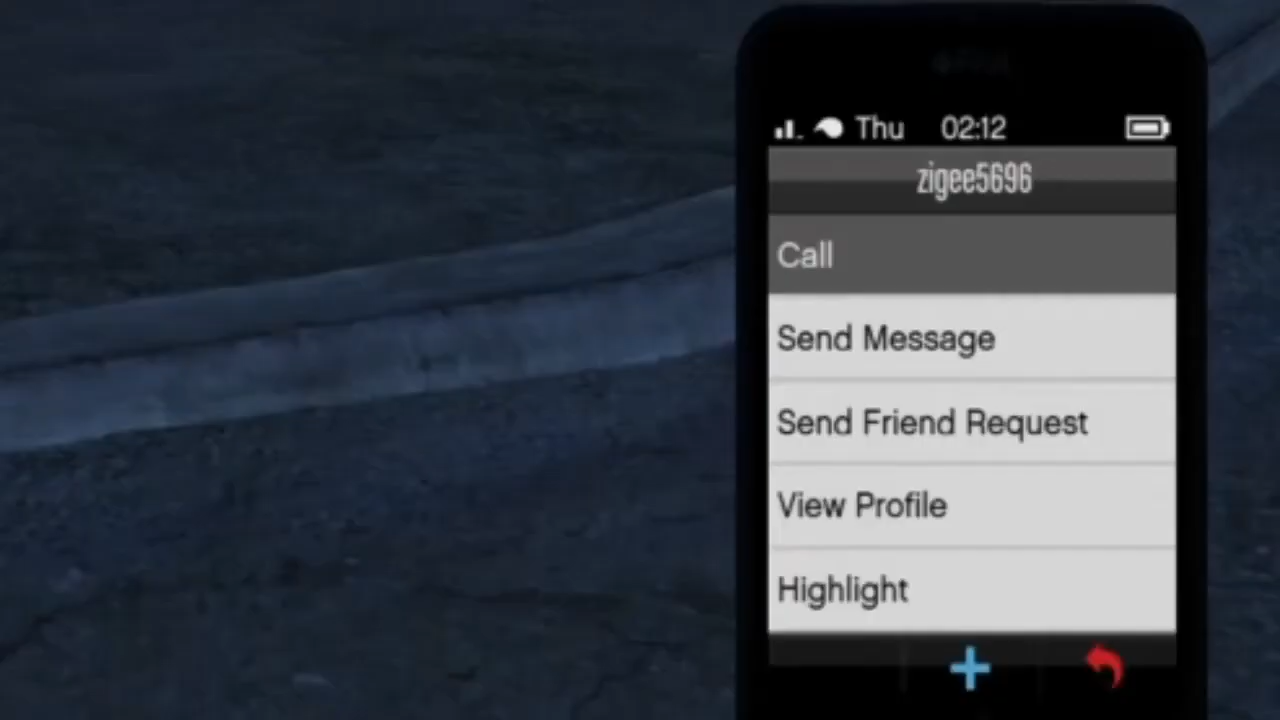 Thu 02:12
zigee5696
Call
Send Message
Send Friend Request
View Profile
Highlight